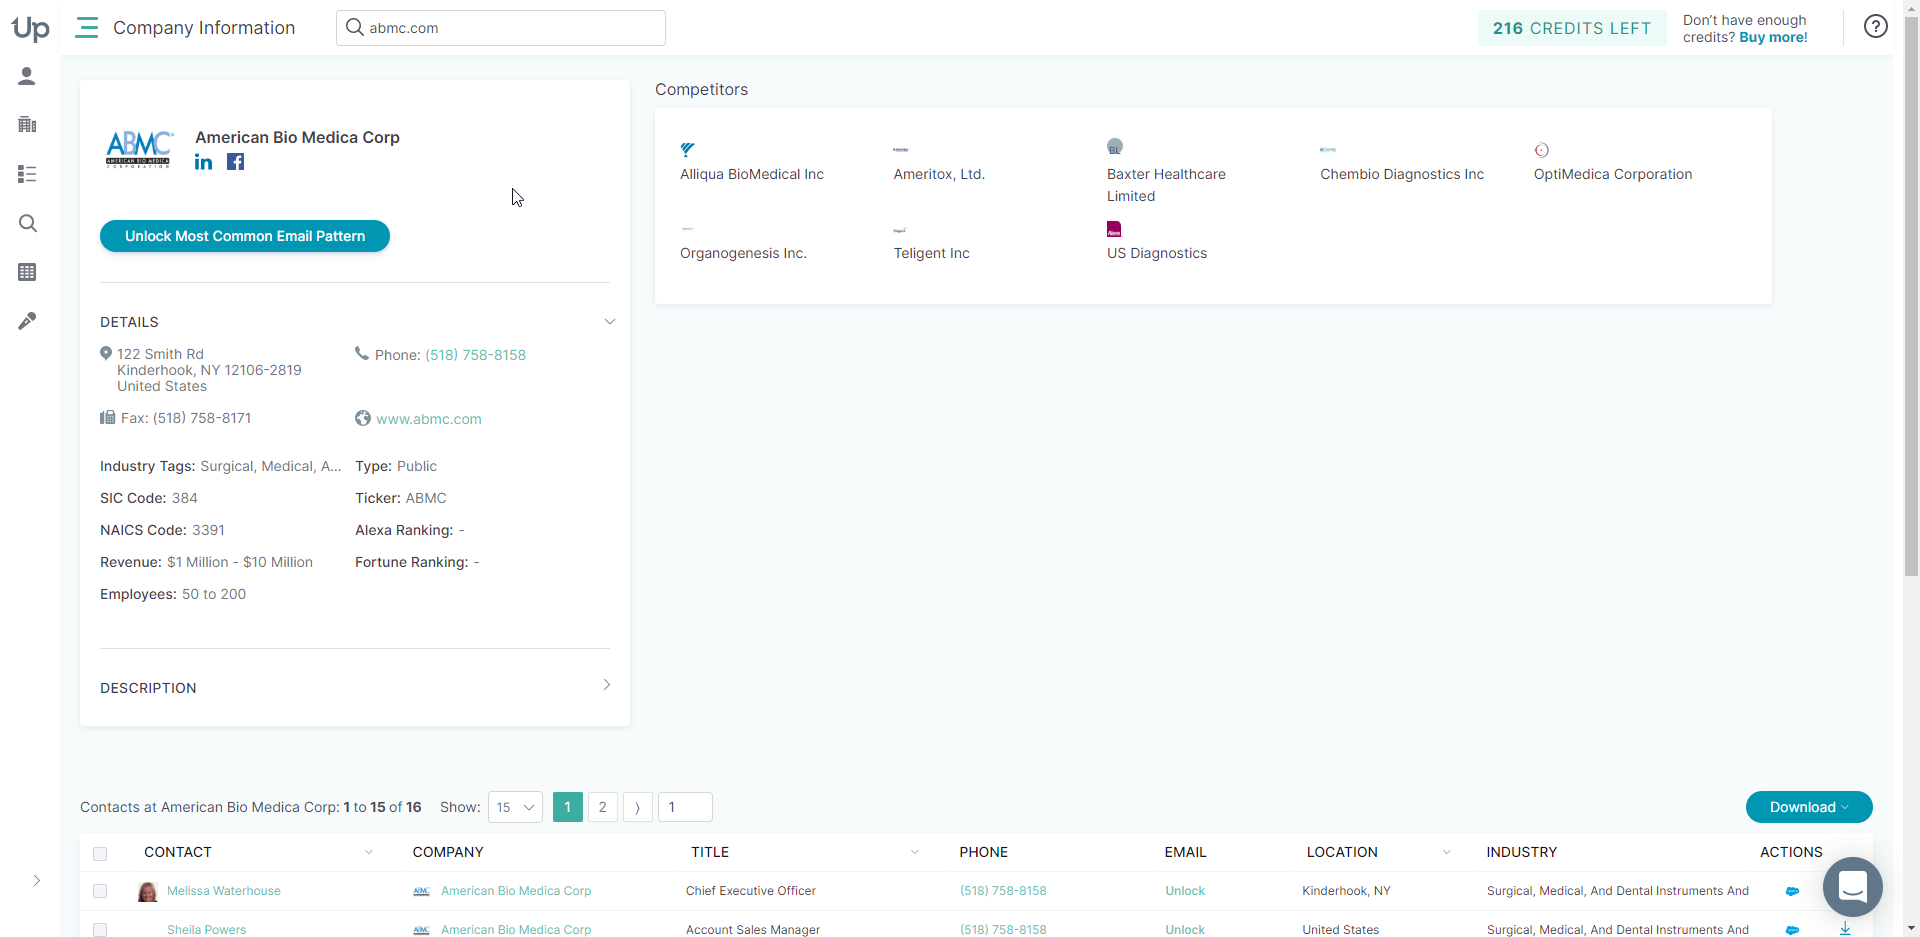 Up
Company Information
abmc.com
216 CREDITS LEFT
Don't have enough
credits? Buy more!
?
ABMC
AMERICAN BIO MEDICA
CORPORATION
American Bio Medica Corp
Unlock Most Common Email Pattern
DETAILS
122 Smith Rd
Kinderhook, NY 12106-2819
United States
Phone: (518) 758-8158
Fax: (518) 758-8171
www.abmc.com
Industry Tags: Surgical, Medical, A...
Type: Public
SIC Code: 384
Ticker: ABMC
NAICS Code: 3391
Alexa Ranking: -
Revenue: $1 Million - $10 Million
Fortune Ranking: -
Employees: 50 to 200
DESCRIPTION
Competitors
Alliqua BioMedical Inc
Ameritox, Ltd.
BL
Baxter Healthcare
Limited
Chembio Diagnostics Inc
OptiMedica Corporation
Organogenesis Inc.
Teligent Inc
US Diagnostics
Contacts at American Bio Medica Corp: 1 to 15 of 16
Show: 15
1 2 ⟩ 1
Download
CONTACT COMPANY TITLE PHONE EMAIL LOCATION INDUSTRY ACTIONS
Melissa Waterhouse ABMC American Bio Medica Corp Chief Executive Officer (518) 758-8158 Unlock Kinderhook, NY Surgical, Medical, And Dental Instruments And
Sheila Powers ABMC American Bio Medica Corp Account Sales Manager (518) 758-8158 Unlock United States Surgical, Medical, And Dental Instruments And